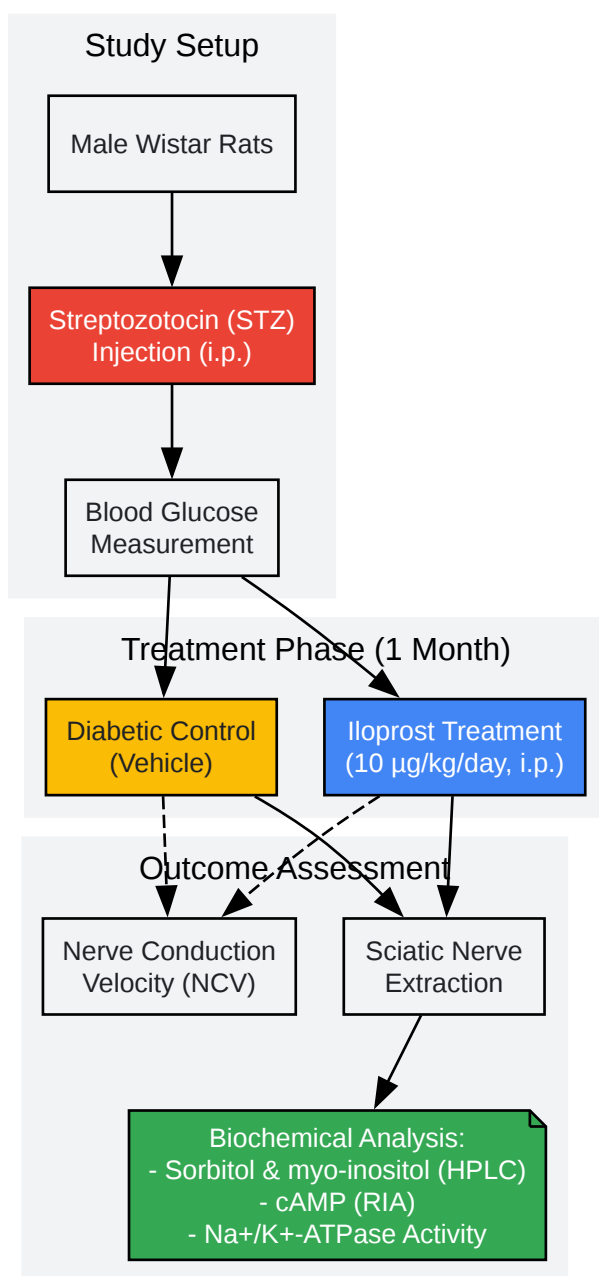 Study Setup
Male Wistar Rats
Streptozotocin (STZ)
Injection (i.p.)
Blood Glucose
Measurement
Treatment Phase (1 Month)
Diabetic Control
(Vehicle)
Iloprost Treatment
(10 µg/kg/day, i.p.)
Outcome Assessment
Nerve Conduction
Velocity (NCV)
Sciatic Nerve
Extraction
Biochemical Analysis:
- Sorbitol & myo-inositol (HPLC)
- cAMP (RIA)
- Na+/K+-ATPase Activity